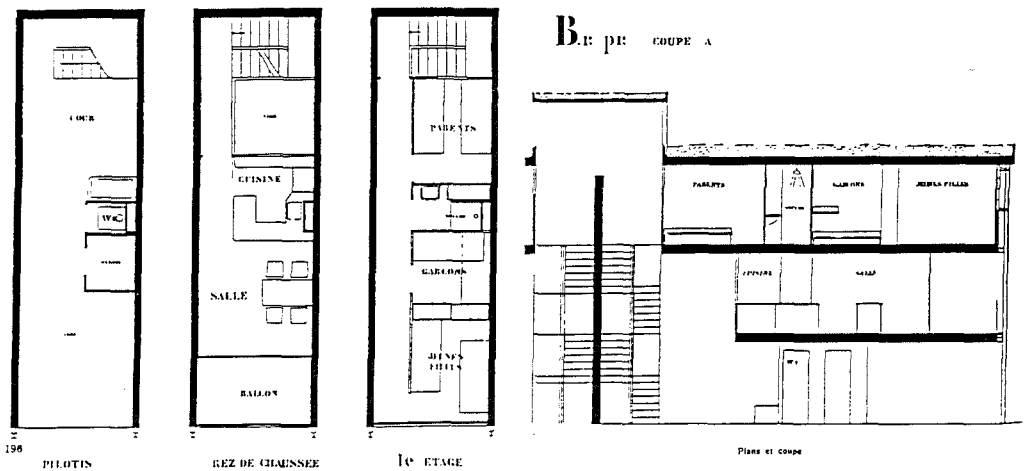 COUR
WC
196
PILOTIS
CUISINE
SALLE
BALLON
REZ DE CHAUSSEE
PARENTS
GARCONS
JEUNES
FILLES
1e ETAGE
B.R pR COUPE A
PARENTS
GARCONS
JEUNES FILLES
CUISINE
SALLE
Plans et coupe